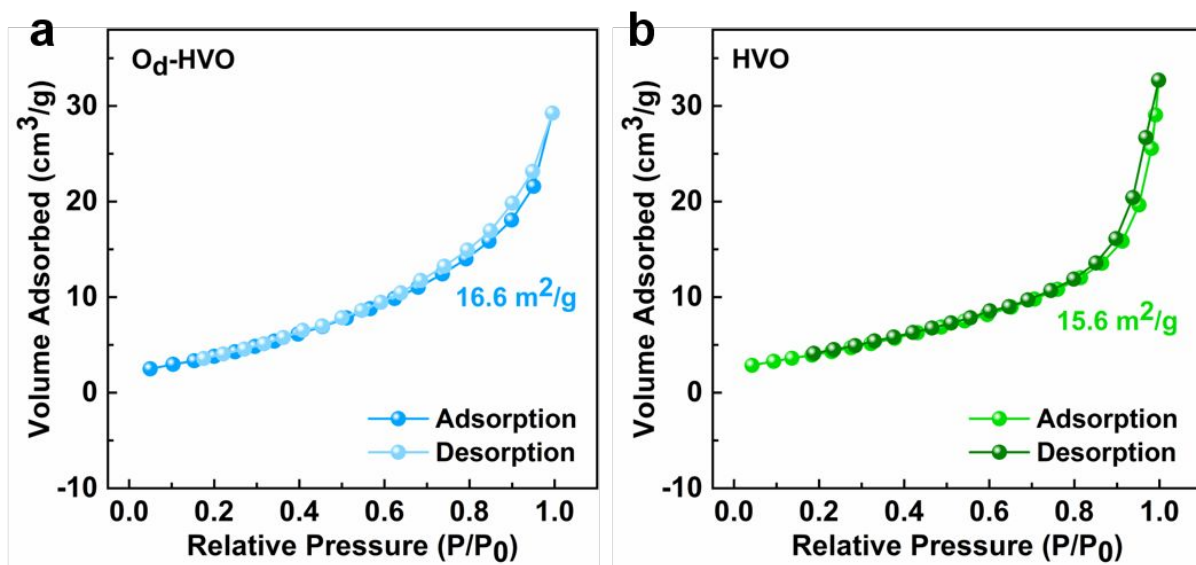 a
O_d-HVO
Volume Adsorbed (cm³/g)
30
20
10
0
-10
16.6 m²/g
Adsorption
Desorption
0.0 0.2 0.4 0.6 0.8 1.0
Relative Pressure (P/P₀)
b
HVO
Volume Adsorbed (cm³/g)
30
20
10
0
-10
15.6 m²/g
Adsorption
Desorption
0.0 0.2 0.4 0.6 0.8 1.0
Relative Pressure (P/P₀)